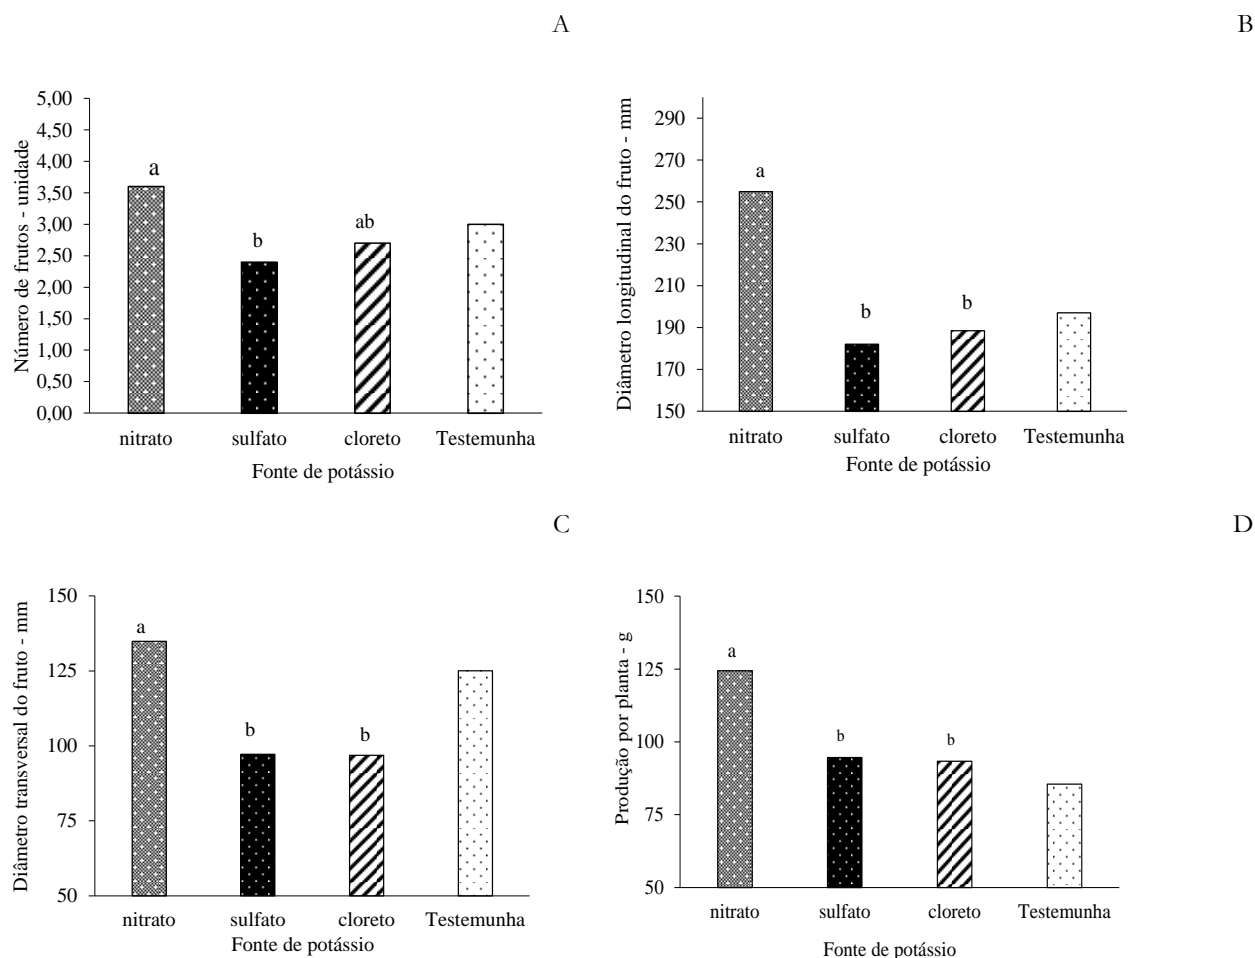 A
B
5,00
4,50
4,00
3,50
3,00
2,50
2,00
1,50
1,00
0,50
0,00
Número de frutos - unidade
a
b
ab
nitrato sulfato cloreto Testemunha
Fonte de potássio
290
270
250
230
210
190
170
150
Diâmetro longitudinal do fruto - mm
a
b
b
nitrato sulfato cloreto Testemunha
Fonte de potássio
C
D
150
125
100
75
50
Diâmetro transversal do fruto - mm
a
b
b
nitrato sulfato cloreto Testemunha
Fonte de potássio
150
125
100
75
50
Produção por planta - g
a
b
b
nitrato sulfato cloreto Testemunha
Fonte de potássio